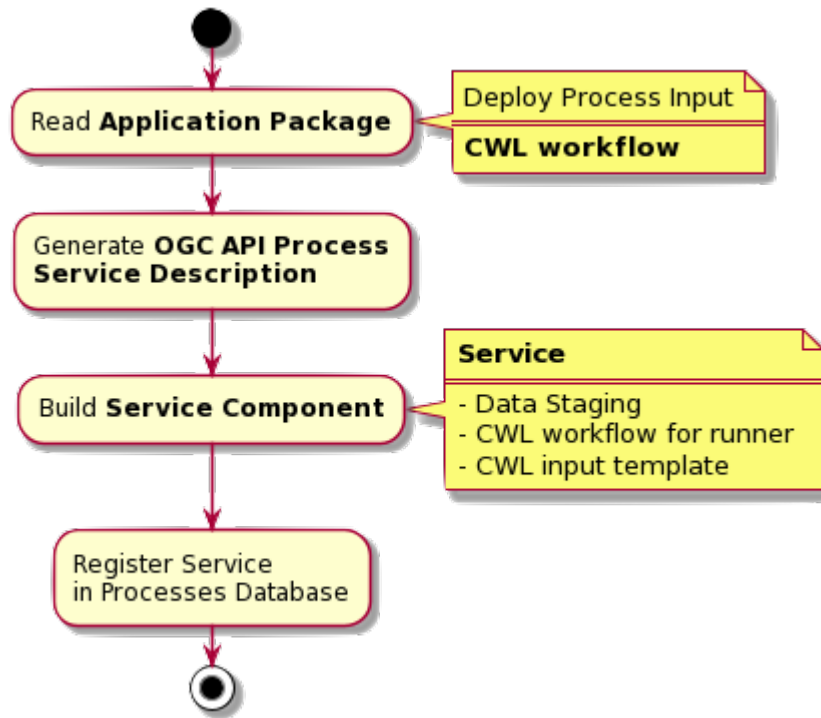 Read Application Package
Deploy Process Input
CWL workflow
Generate OGC API Process
Service Description
Build Service Component
Service
- Data Staging
- CWL workflow for runner
- CWL input template
Register Service
in Processes Database